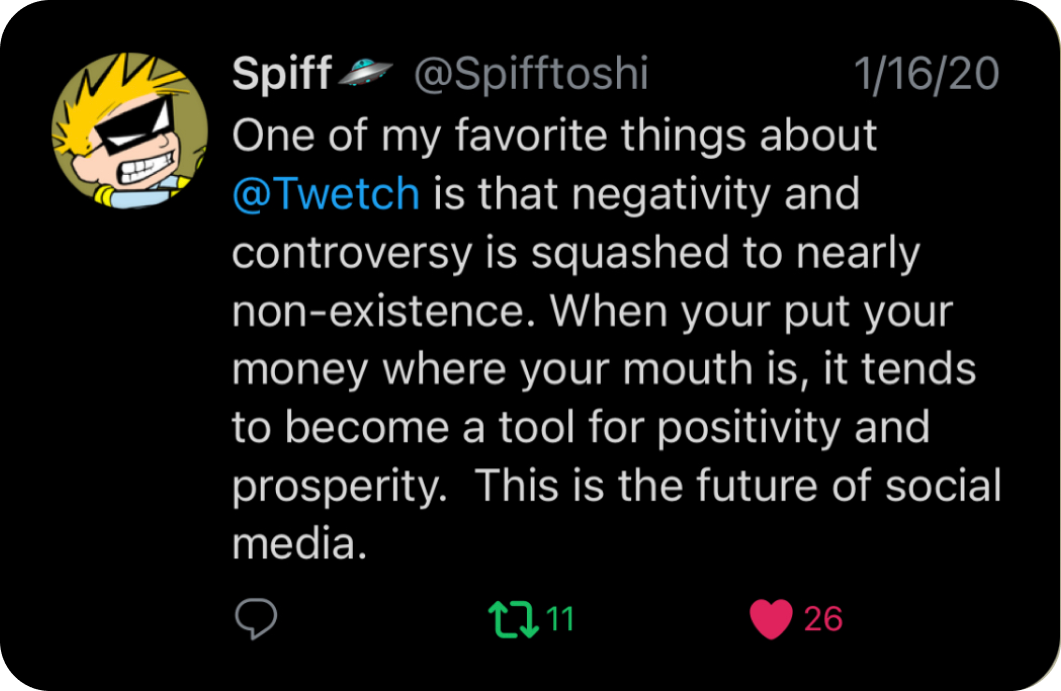 Spiff🛸 @Spifftoshi 1/16/20
One of my favorite things about
@Twetch is that negativity and
controversy is squashed to nearly
non-existence. When your put your
money where your mouth is, it tends
to become a tool for positivity and
prosperity.  This is the future of social
media.
11 26